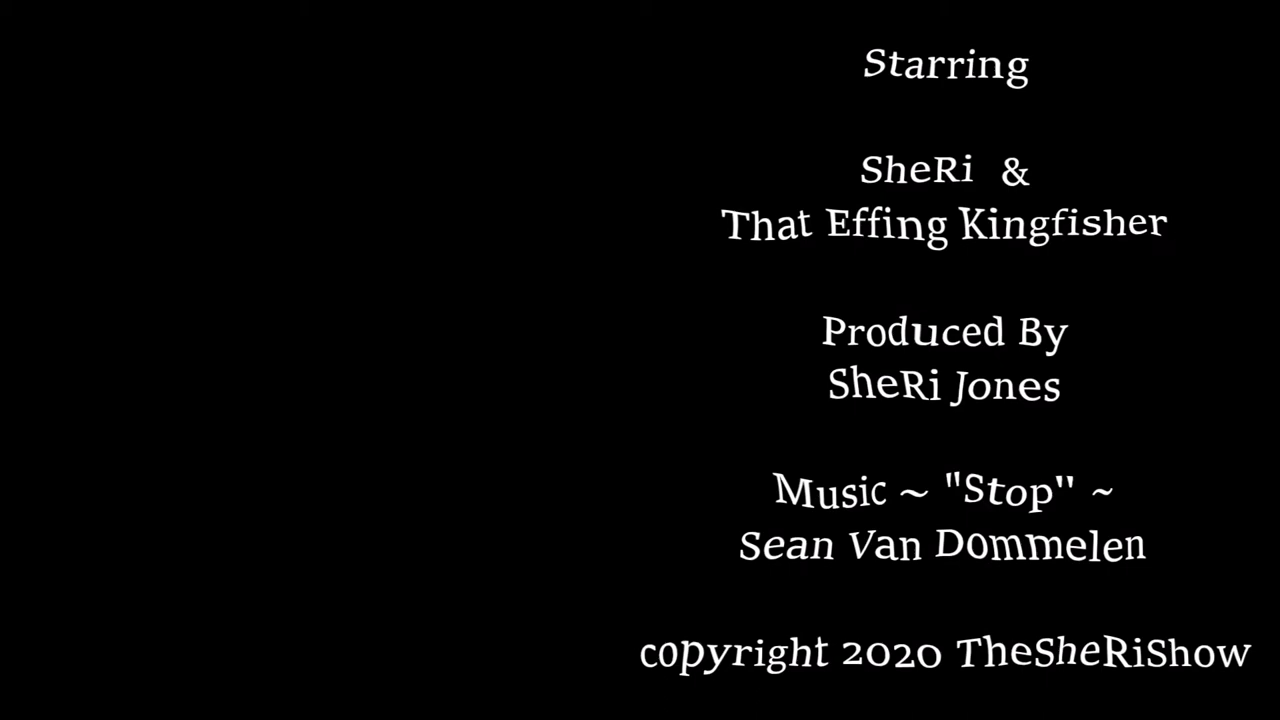 Starring
SheRi &
That Effing Kingfisher
Produced By
SheRi Jones
Music ~ "Stop" ~
Sean Van Dommelen
copyright 2020 TheSheRiShow